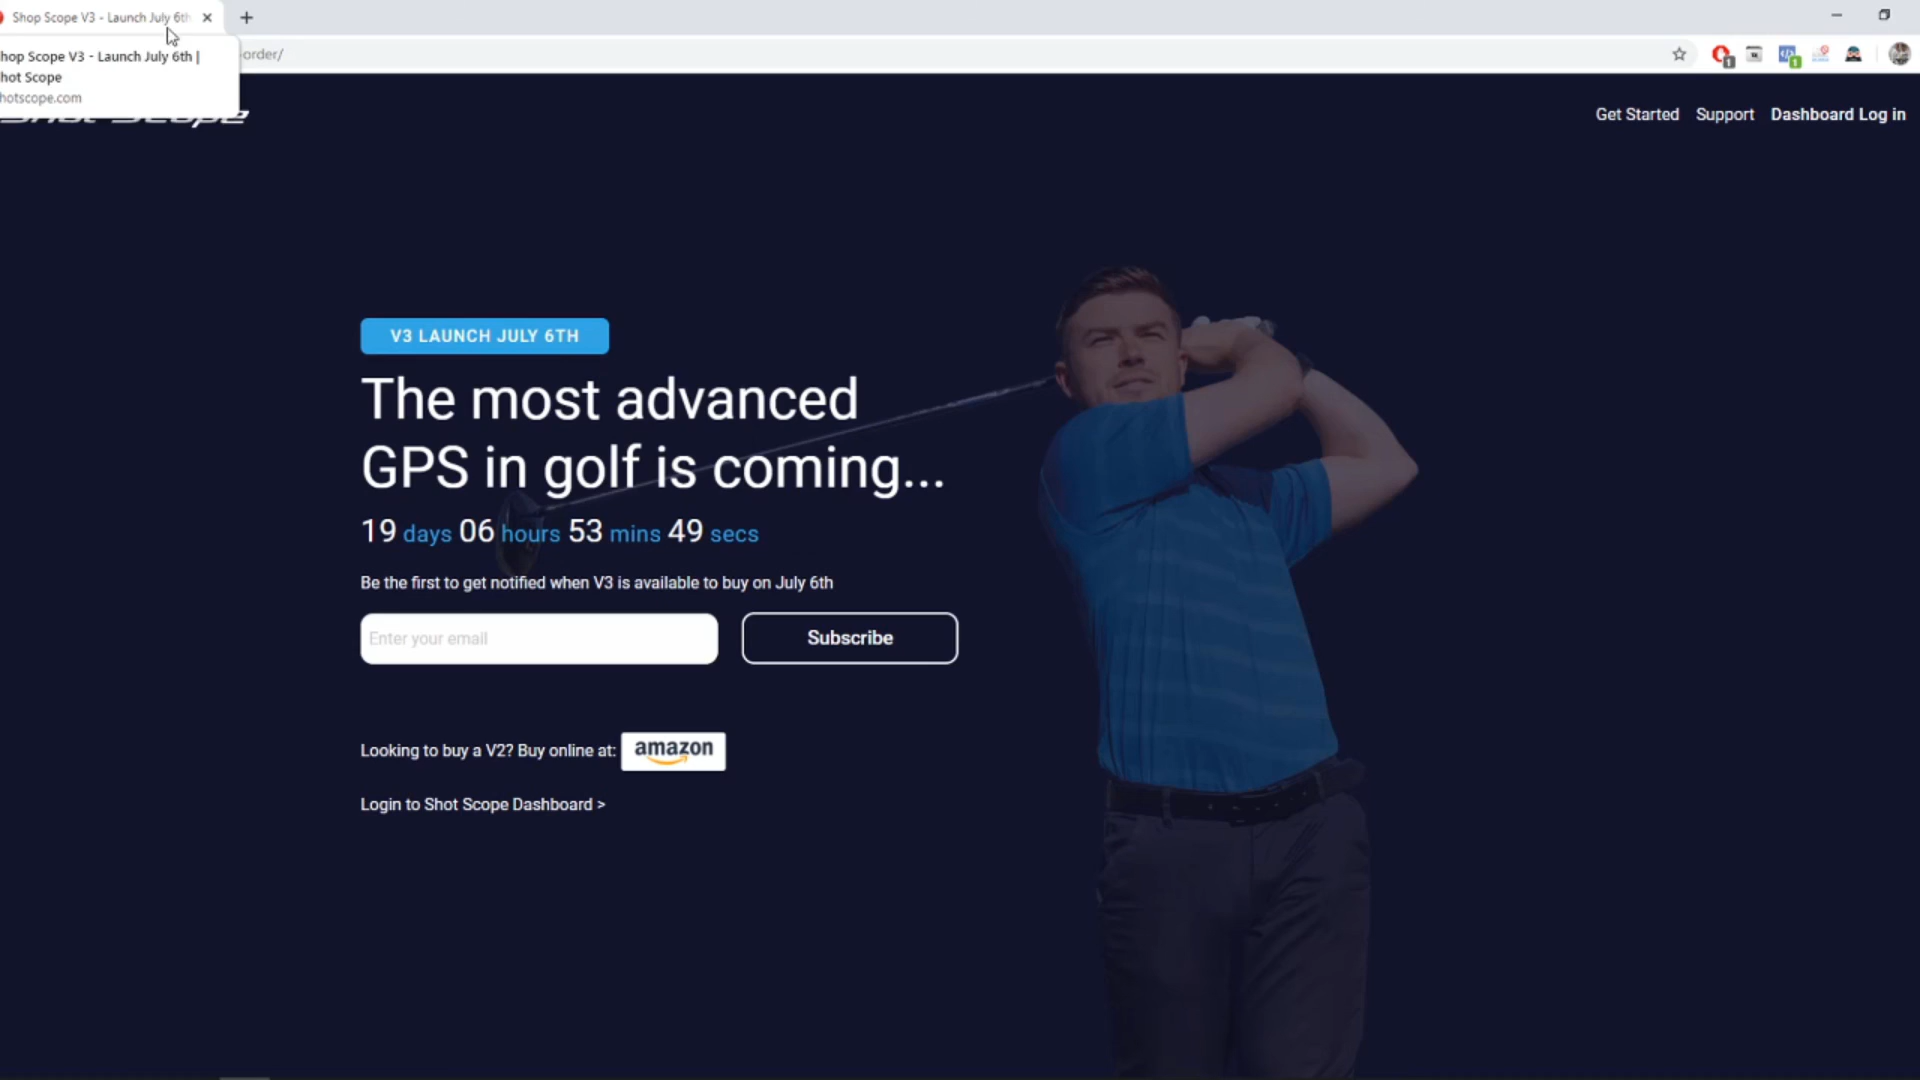 Shop Scope V3 - Launch July 6th
hop Scope V3 - Launch July 6th |
hot Scope
hotscope.com
-order/
Shot Scope
Get Started
Support
Dashboard Log in
V3 LAUNCH JULY 6TH
The most advanced
GPS in golf is coming...
19 days 06 hours 53 mins 49 secs
Be the first to get notified when V3 is available to buy on July 6th
Enter your email
Subscribe
Looking to buy a V2? Buy online at: amazon
Login to Shot Scope Dashboard >